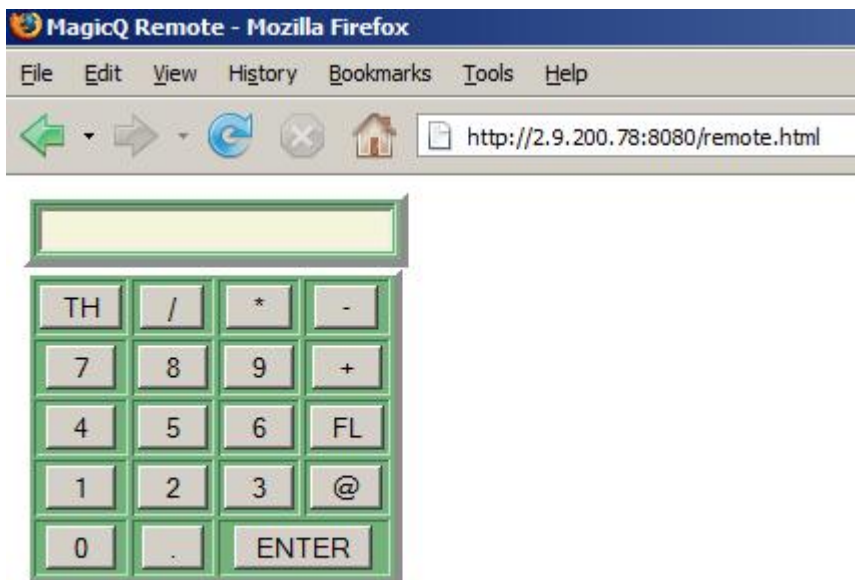 MagicQ Remote - Mozilla Firefox
File Edit View History Bookmarks Tools Help
http://2.9.200.78:8080/remote.html
TH / * -
7 8 9 +
4 5 6 FL
1 2 3 @
0 . ENTER